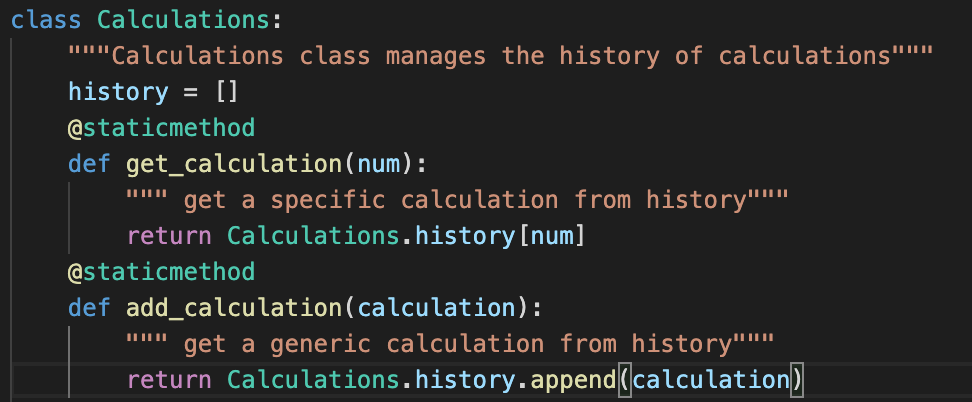 class Calculations:
    """Calculations class manages the history of calculations"""
    history = []
    @staticmethod
    def get_calculation(num):
        """ get a specific calculation from history"""
        return Calculations.history[num]
    @staticmethod
    def add_calculation(calculation):
        """ get a generic calculation from history"""
        return Calculations.history.append(calculation)